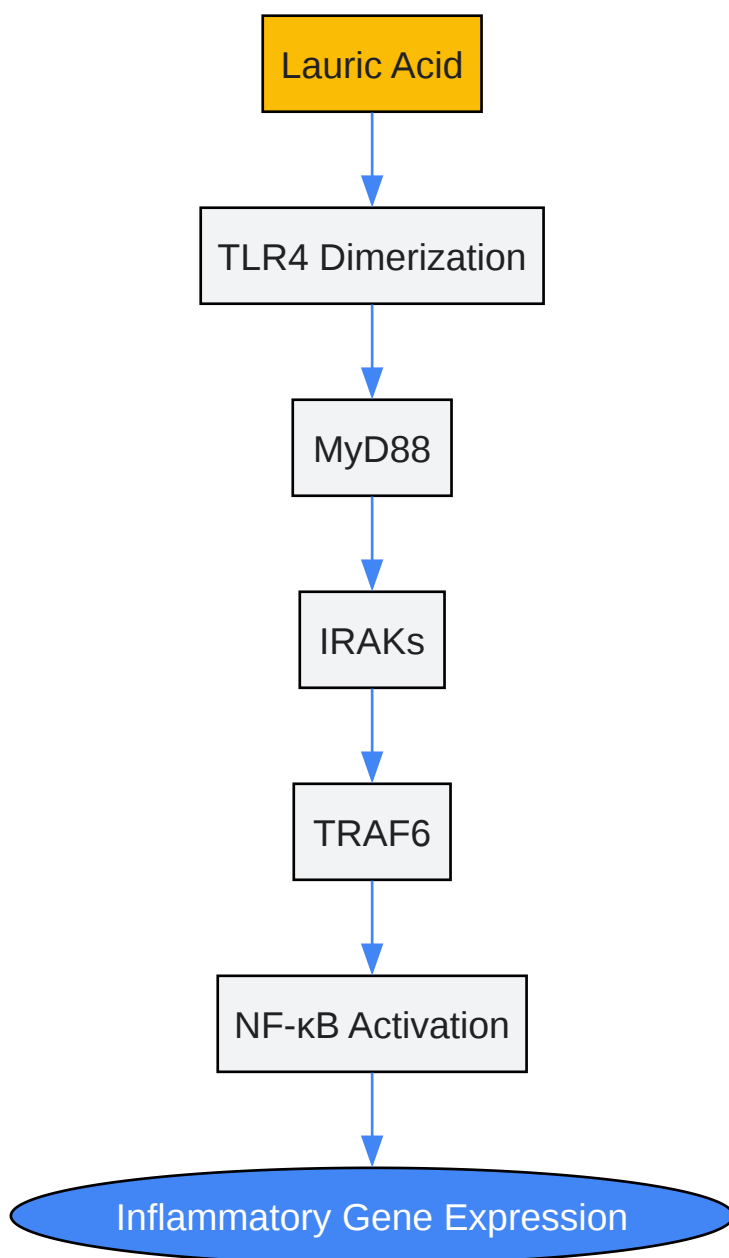 Lauric Acid
TLR4 Dimerization
MyD88
IRAKs
TRAF6
NF-κB Activation
Inflammatory Gene Expression